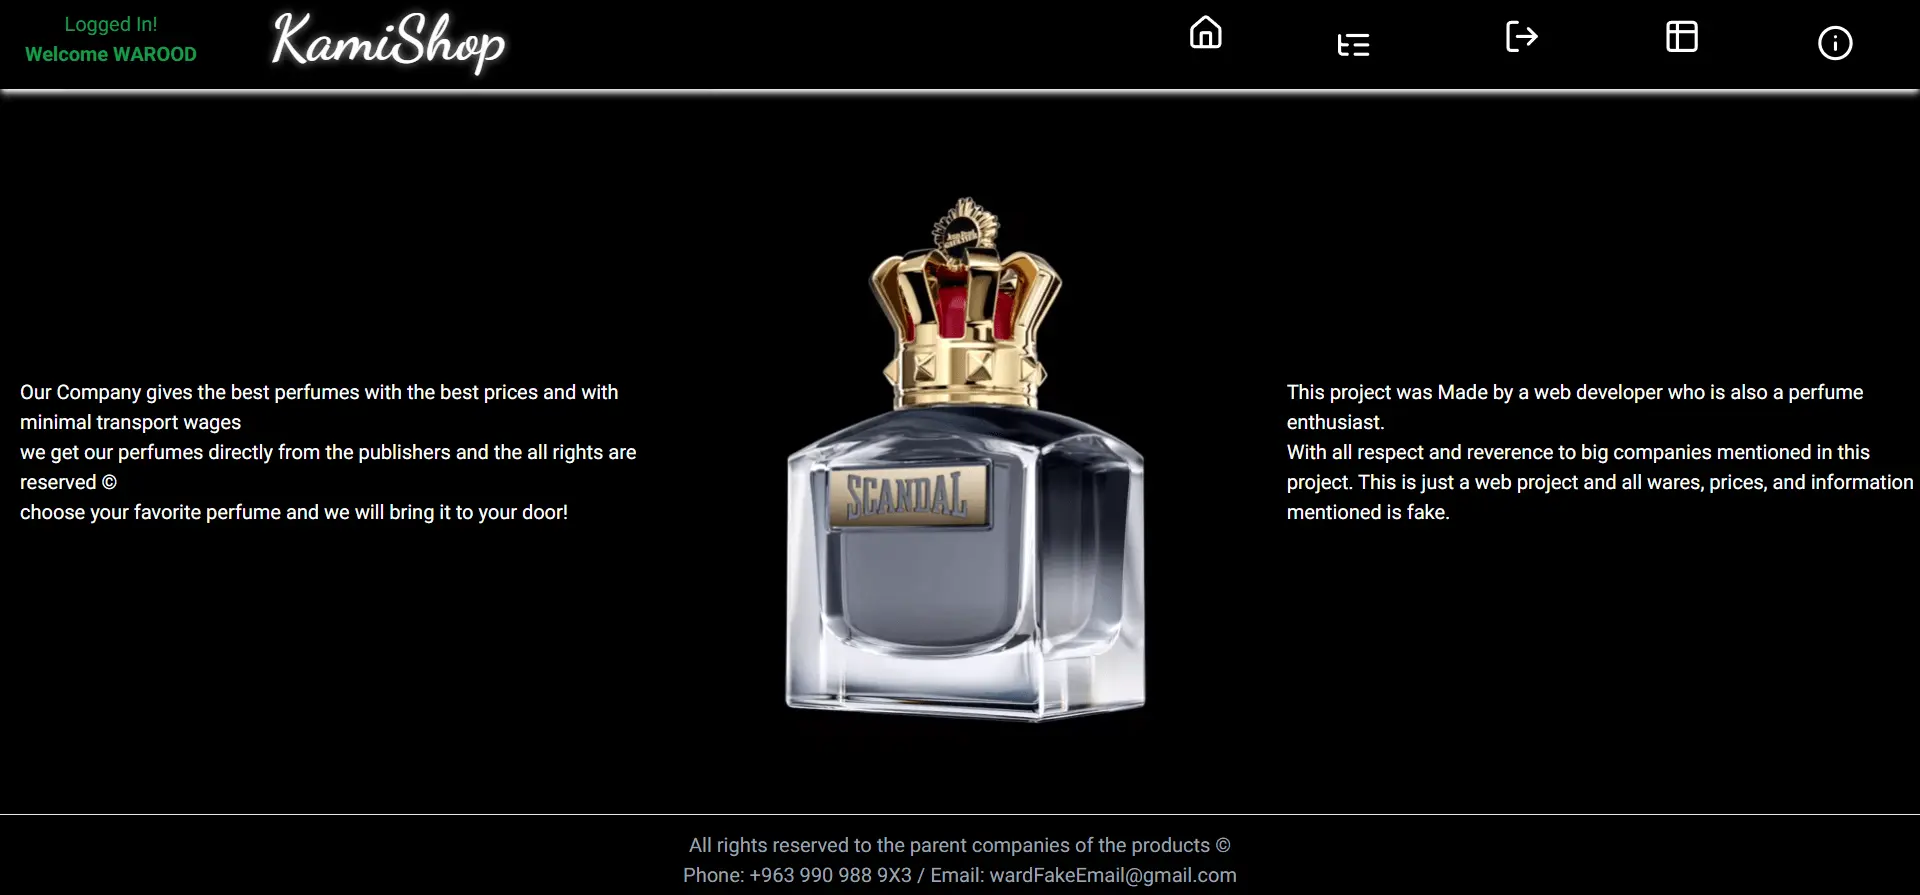 Logged In!
Welcome WAROOD
KamiShop
Our Company gives the best perfumes with the best prices and with
minimal transport wages
we get our perfumes directly from the publishers and the all rights are
reserved ©
choose your favorite perfume and we will bring it to your door!
SCANDAL
This project was Made by a web developer who is also a perfume
enthusiast.
With all respect and reverence to big companies mentioned in this
project. This is just a web project and all wares, prices, and information
mentioned is fake.
All rights reserved to the parent companies of the products ©
Phone: +963 990 988 9X3 / Email: wardFakeEmail@gmail.com